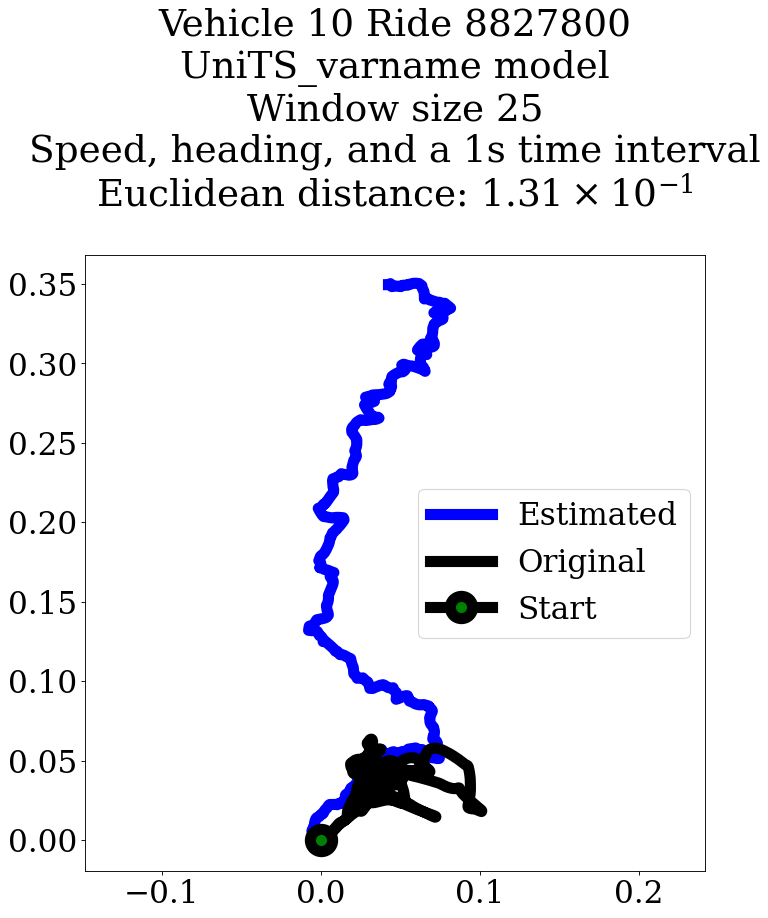 Vehicle 10 Ride 8827800
UniTS_varname model
Window size 25
Speed, heading, and a 1s time interval
Euclidean distance: 1.31 × 10⁻¹
0.35
0.30
0.25
0.20
0.15
0.10
0.05
0.00
Estimated
Original
Start
−0.1 0.0 0.1 0.2